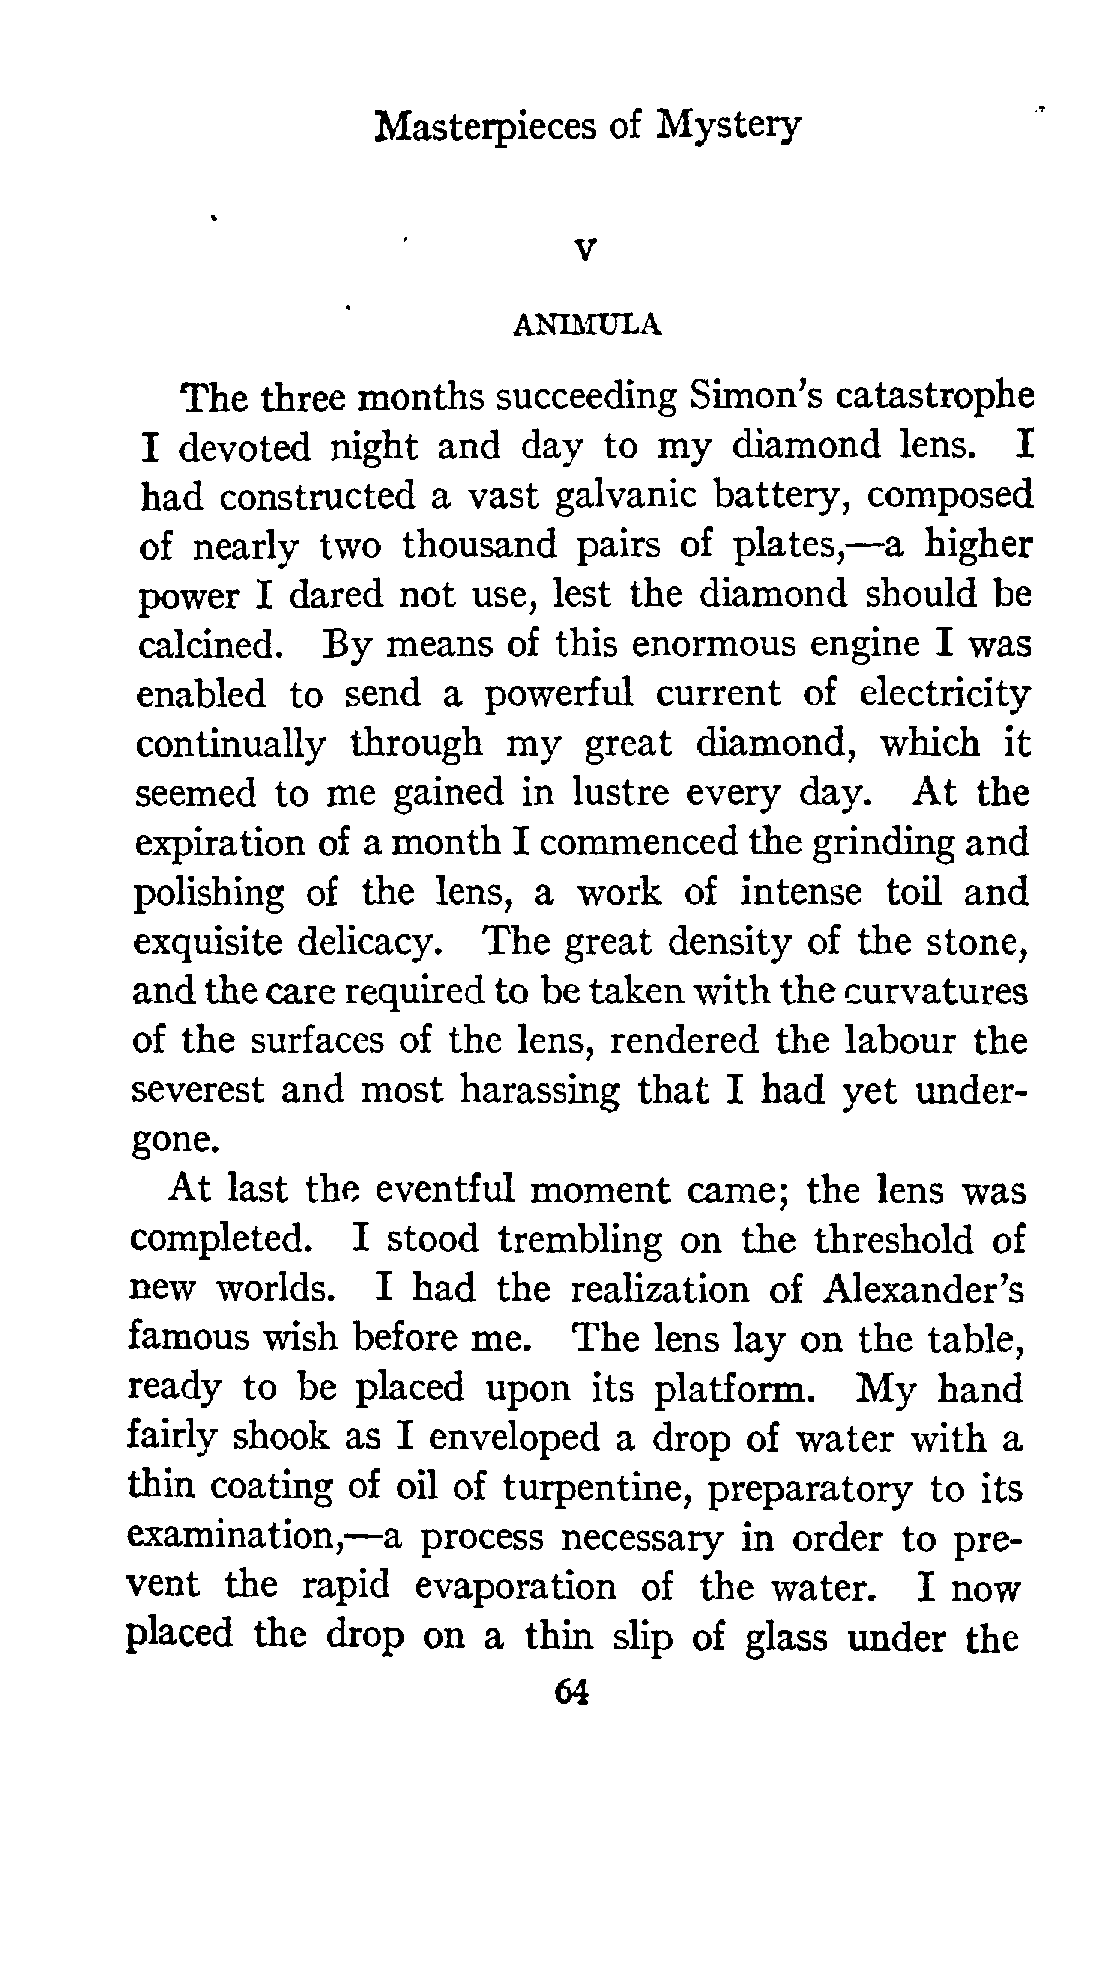 Masterpieces of Mystery
V
ANIMULA
The three months succeeding Simon's catastrophe
I devoted night and day to my diamond lens. I
had constructed a vast galvanic battery, composed
of nearly two thousand pairs of plates,—a higher
power I dared not use, lest the diamond should be
calcined. By means of this enormous engine I was
enabled to send a powerful current of electricity
continually through my great diamond, which it
seemed to me gained in lustre every day. At the
expiration of a month I commenced the grinding and
polishing of the lens, a work of intense toil and
exquisite delicacy. The great density of the stone,
and the care required to be taken with the curvatures
of the surfaces of the lens, rendered the labour the
severest and most harassing that I had yet under-
gone.
At last the eventful moment came; the lens was
completed. I stood trembling on the threshold of
new worlds. I had the realization of Alexander's
famous wish before me. The lens lay on the table,
ready to be placed upon its platform. My hand
fairly shook as I enveloped a drop of water with a
thin coating of oil of turpentine, preparatory to its
examination,—a process necessary in order to pre-
vent the rapid evaporation of the water. I now
placed the drop on a thin slip of glass under the
64